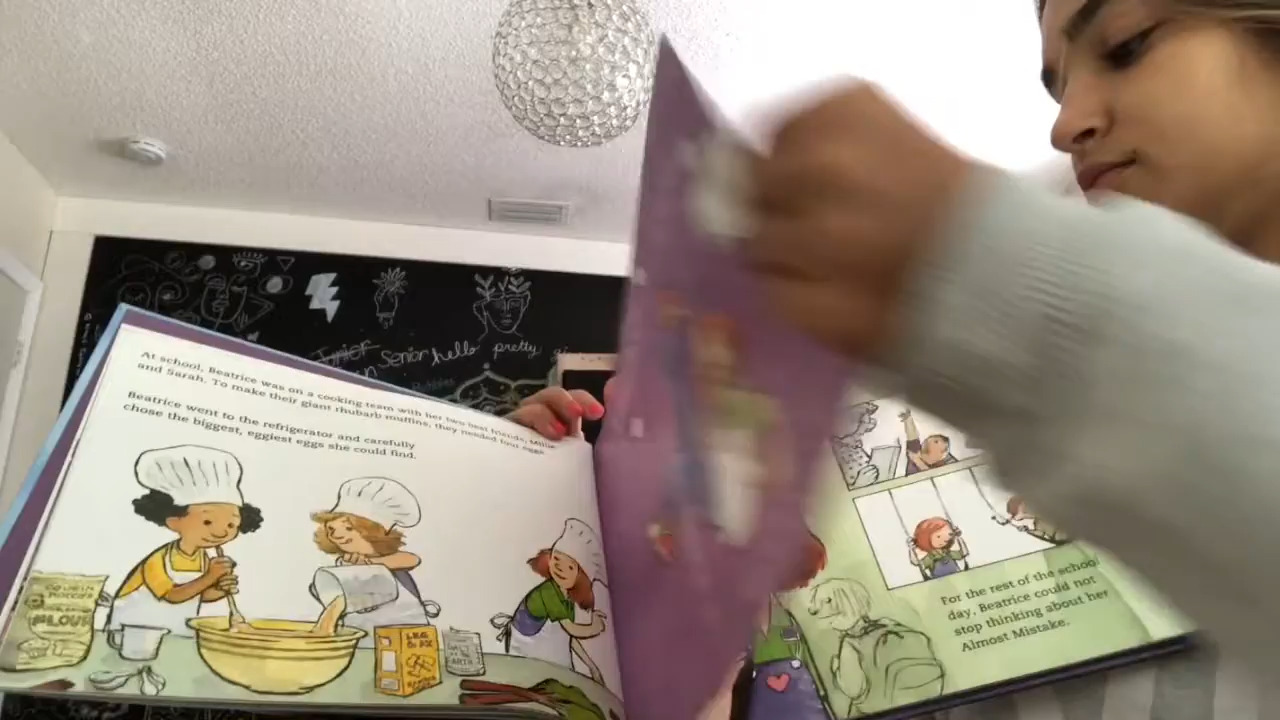 At school, Beatrice was on a cooking team with her two best friends, Millie
and Sarah. To make their giant rhubarb muffins, they needed four eggs.
Beatrice went to the refrigerator and carefully
chose the biggest, eggiest eggs she could find.
FLOUR
SALT
EARTH
For the rest of the school
day, Beatrice could not
stop thinking about her
Almost Mistake.
Junior
Senior hello pretty